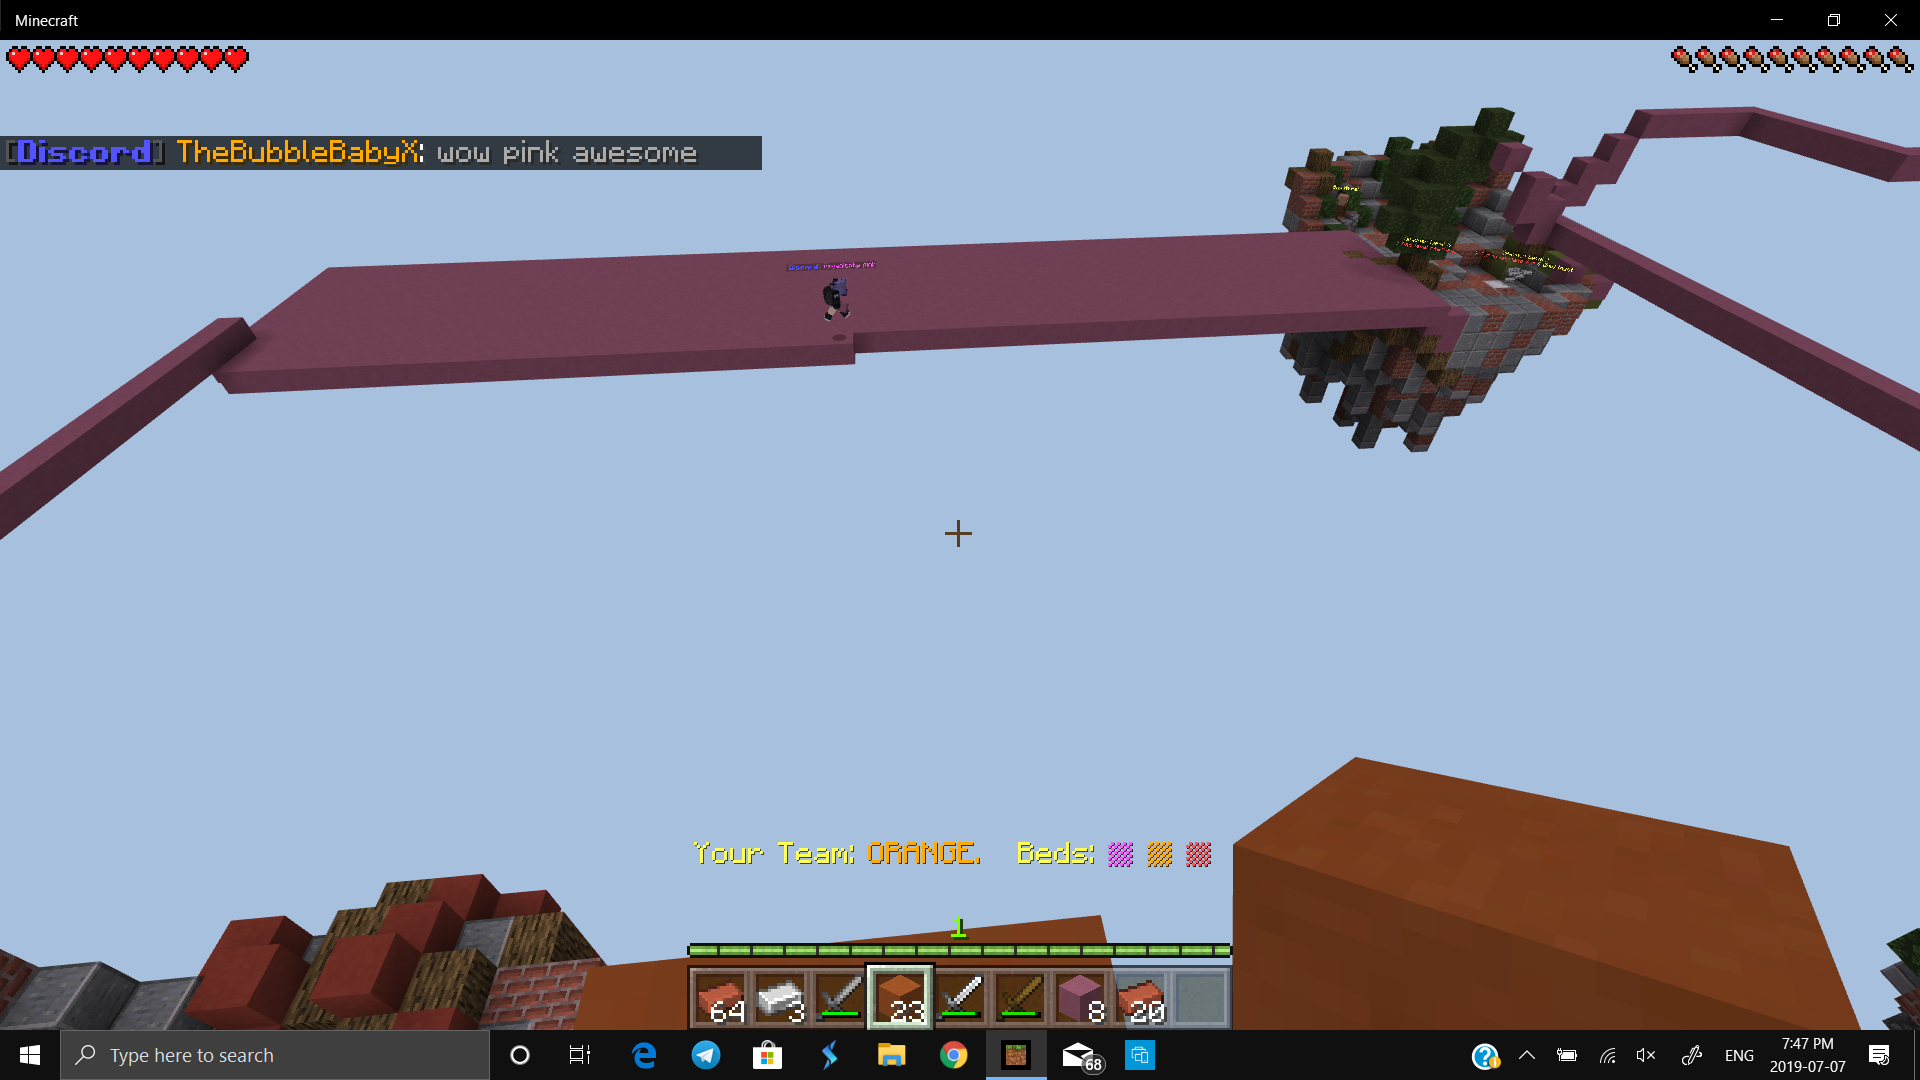 Minecraft
[Discord] TheBubbleBabyX: wow pink awesome
Your Team: ORANGE. Beds:
1
64 3 23 8 20
Type here to search
68
ENG
7:47 PM
2019-07-07